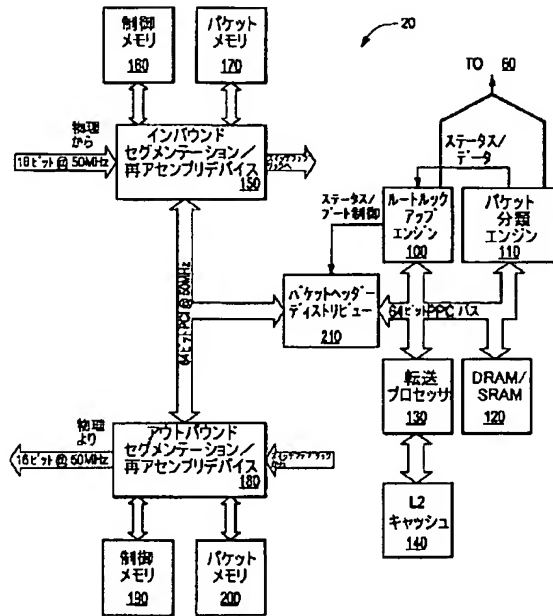 20
制御
メモリ
160
パケット
メモリ
170
TO 60
物理
から
16ビット@50MHz
インバウンド
セグメンテーション/
再アセンブリデバイス
150
ステータス/
データ
ステータス/
ブート制御
ルートルック
アップ
エンジン
100
パケット
分類
エンジン
110
64ビットPCI@50MHz
パケットヘッダー
ディストリビュー
210
64ビットPPCバス
転送
プロセッサ
130
DRAM/
SRAM
120
物理
より
16ビット@50MHz
アウトバウンド
セグメンテーション/
再アセンブリデバイス
180
L2
キャッシュ
140
制御
メモリ
190
パケット
メモリ
200